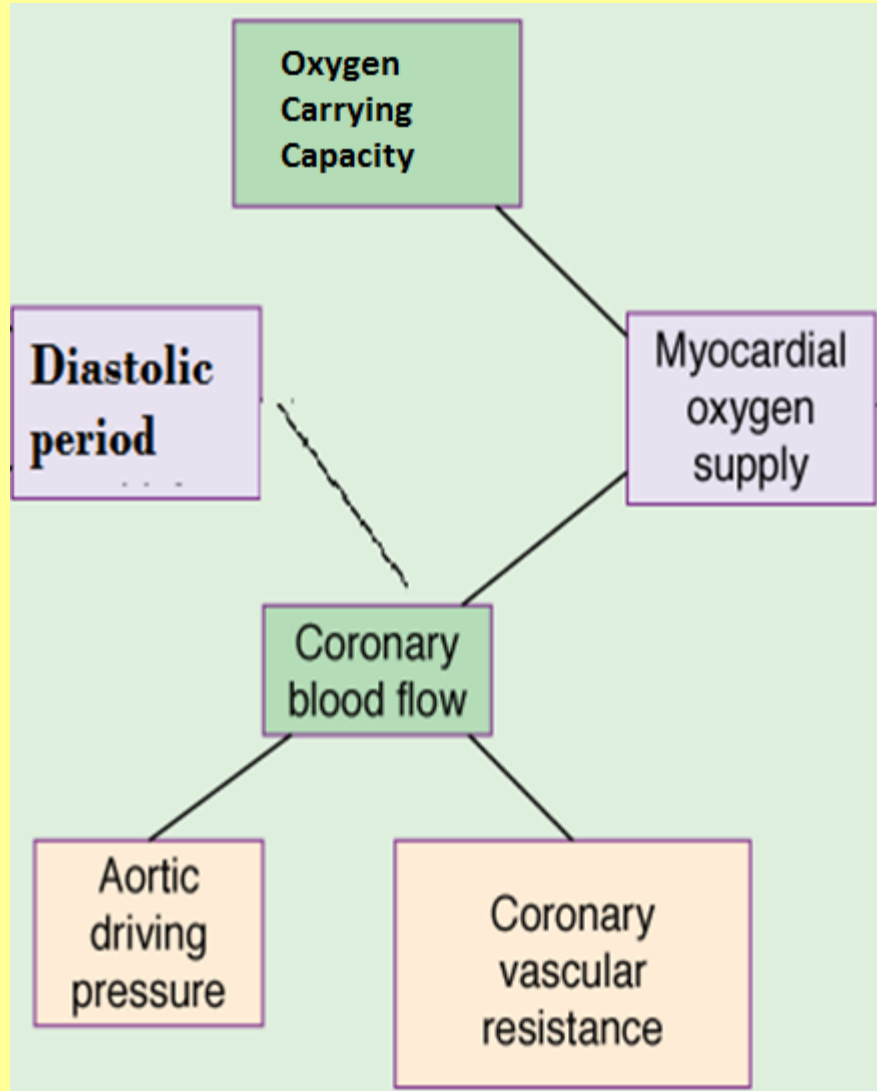 Oxygen
Carrying
Capacity
Diastolic
period
Myocardial
oxygen
supply
Coronary
blood flow
Aortic
driving
pressure
Coronary
vascular
resistance